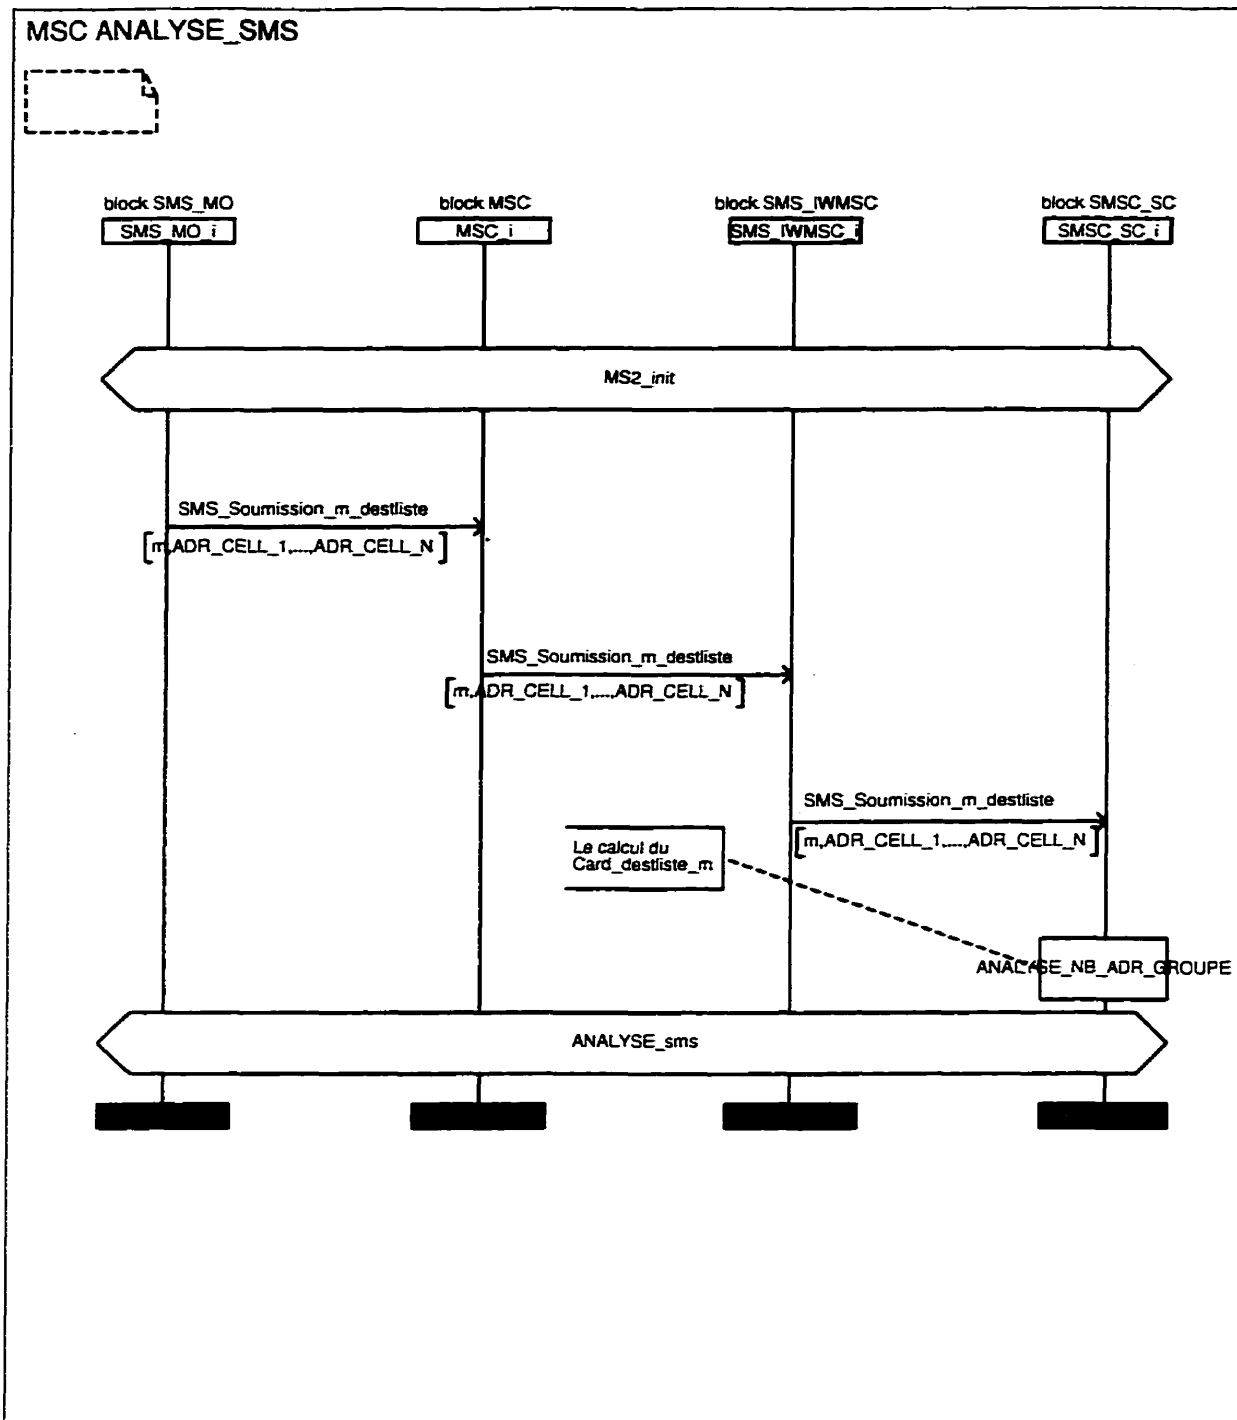 MSC ANALYSE_SMS
block SMS_MO
SMS_MO_i
block MSC
MSC_i
block SMS_IWMSC
SMS_IWMSC_i
block SMSC_SC
SMSC_SC_i
MS2_init
SMS_Soumission_m_destliste
[m,ADR_CELL_1,...,ADR_CELL_N]
SMS_Soumission_m_destliste
[m,ADR_CELL_1,...,ADR_CELL_N]
SMS_Soumission_m_destliste
[m,ADR_CELL_1,...,ADR_CELL_N]
Le calcul du
Card_destliste_m
ANALYSE_NB_ADR_GROUPE
ANALYSE_sms